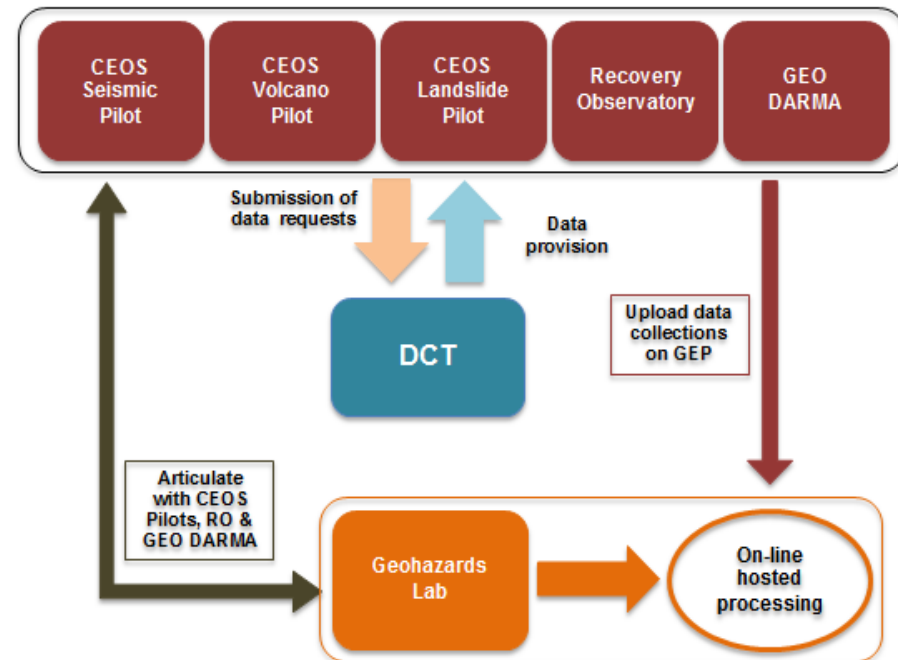 CEOS
Seismic
Pilot
CEOS
Volcano
Pilot
CEOS
Landslide
Pilot
Recovery
Observatory
GEO
DARMA
Submission of
data requests
Data
provision
DCT
Upload data
collections
on GEP
Articulate
with CEOS
Pilots, RO &
GEO DARMA
Geohazards
Lab
On-line
hosted
processing